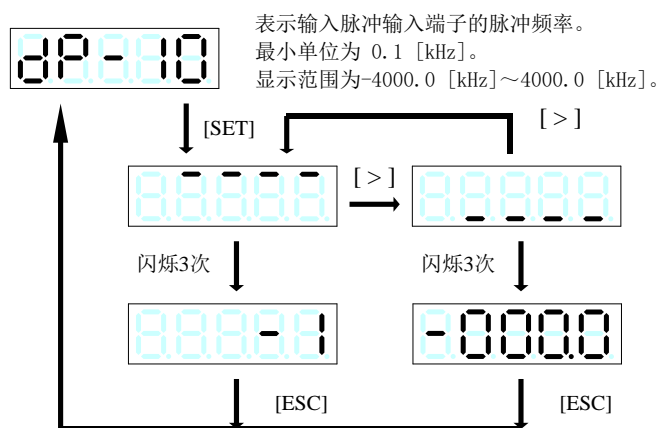 dP-10
表示输入脉冲输入端子的脉冲频率。
最小单位为 0.1 [kHz]。
显示范围为-4000.0 [kHz]～4000.0 [kHz]。
[SET]
[>]
[>]
闪烁3次
闪烁3次
-1
-000.0
[ESC]
[ESC]